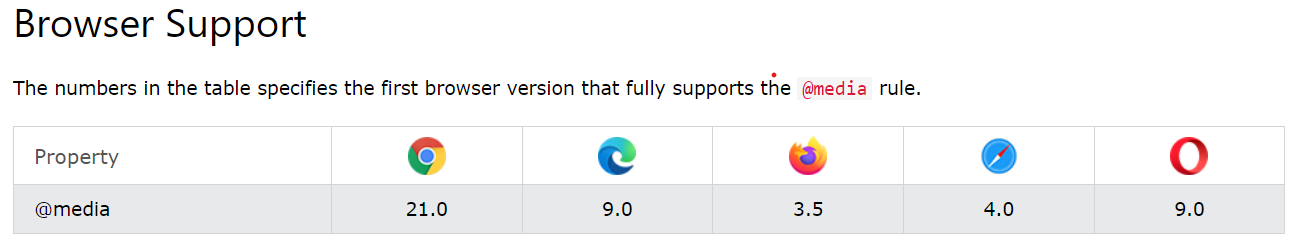 Browser Support
The numbers in the table specifies the first browser version that fully supports the @media rule.
Property
@media 21.0 9.0 3.5 4.0 9.0